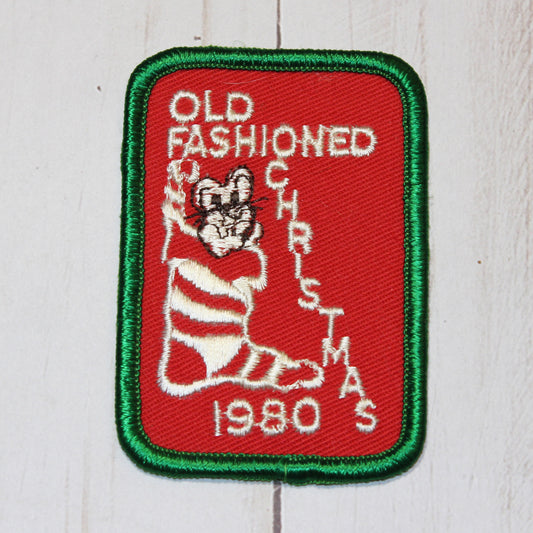 OLD
FASHIONED
CHRISTMAS
1980